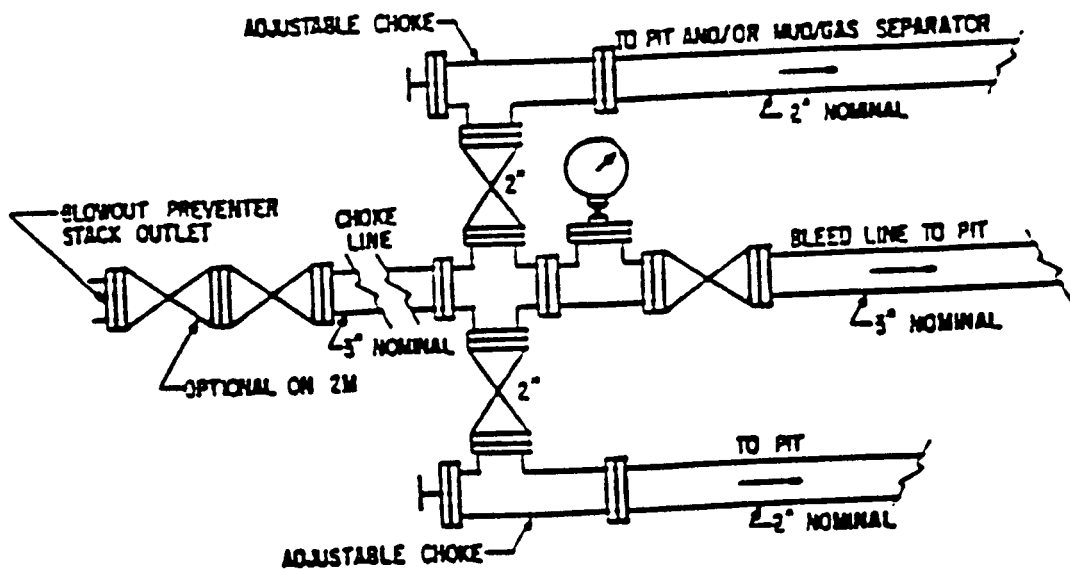 ADJUSTABLE CHOKE
TO PIT AND/OR MUD/GAS SEPARATOR
2" NOMINAL
2"
BLOWOUT PREVENTER
STACK OUTLET
CHOKE
LINE
BLEED LINE TO PIT
3" NOMINAL
3" NOMINAL
OPTIONAL ON 2M
2"
TO PIT
2" NOMINAL
ADJUSTABLE CHOKE